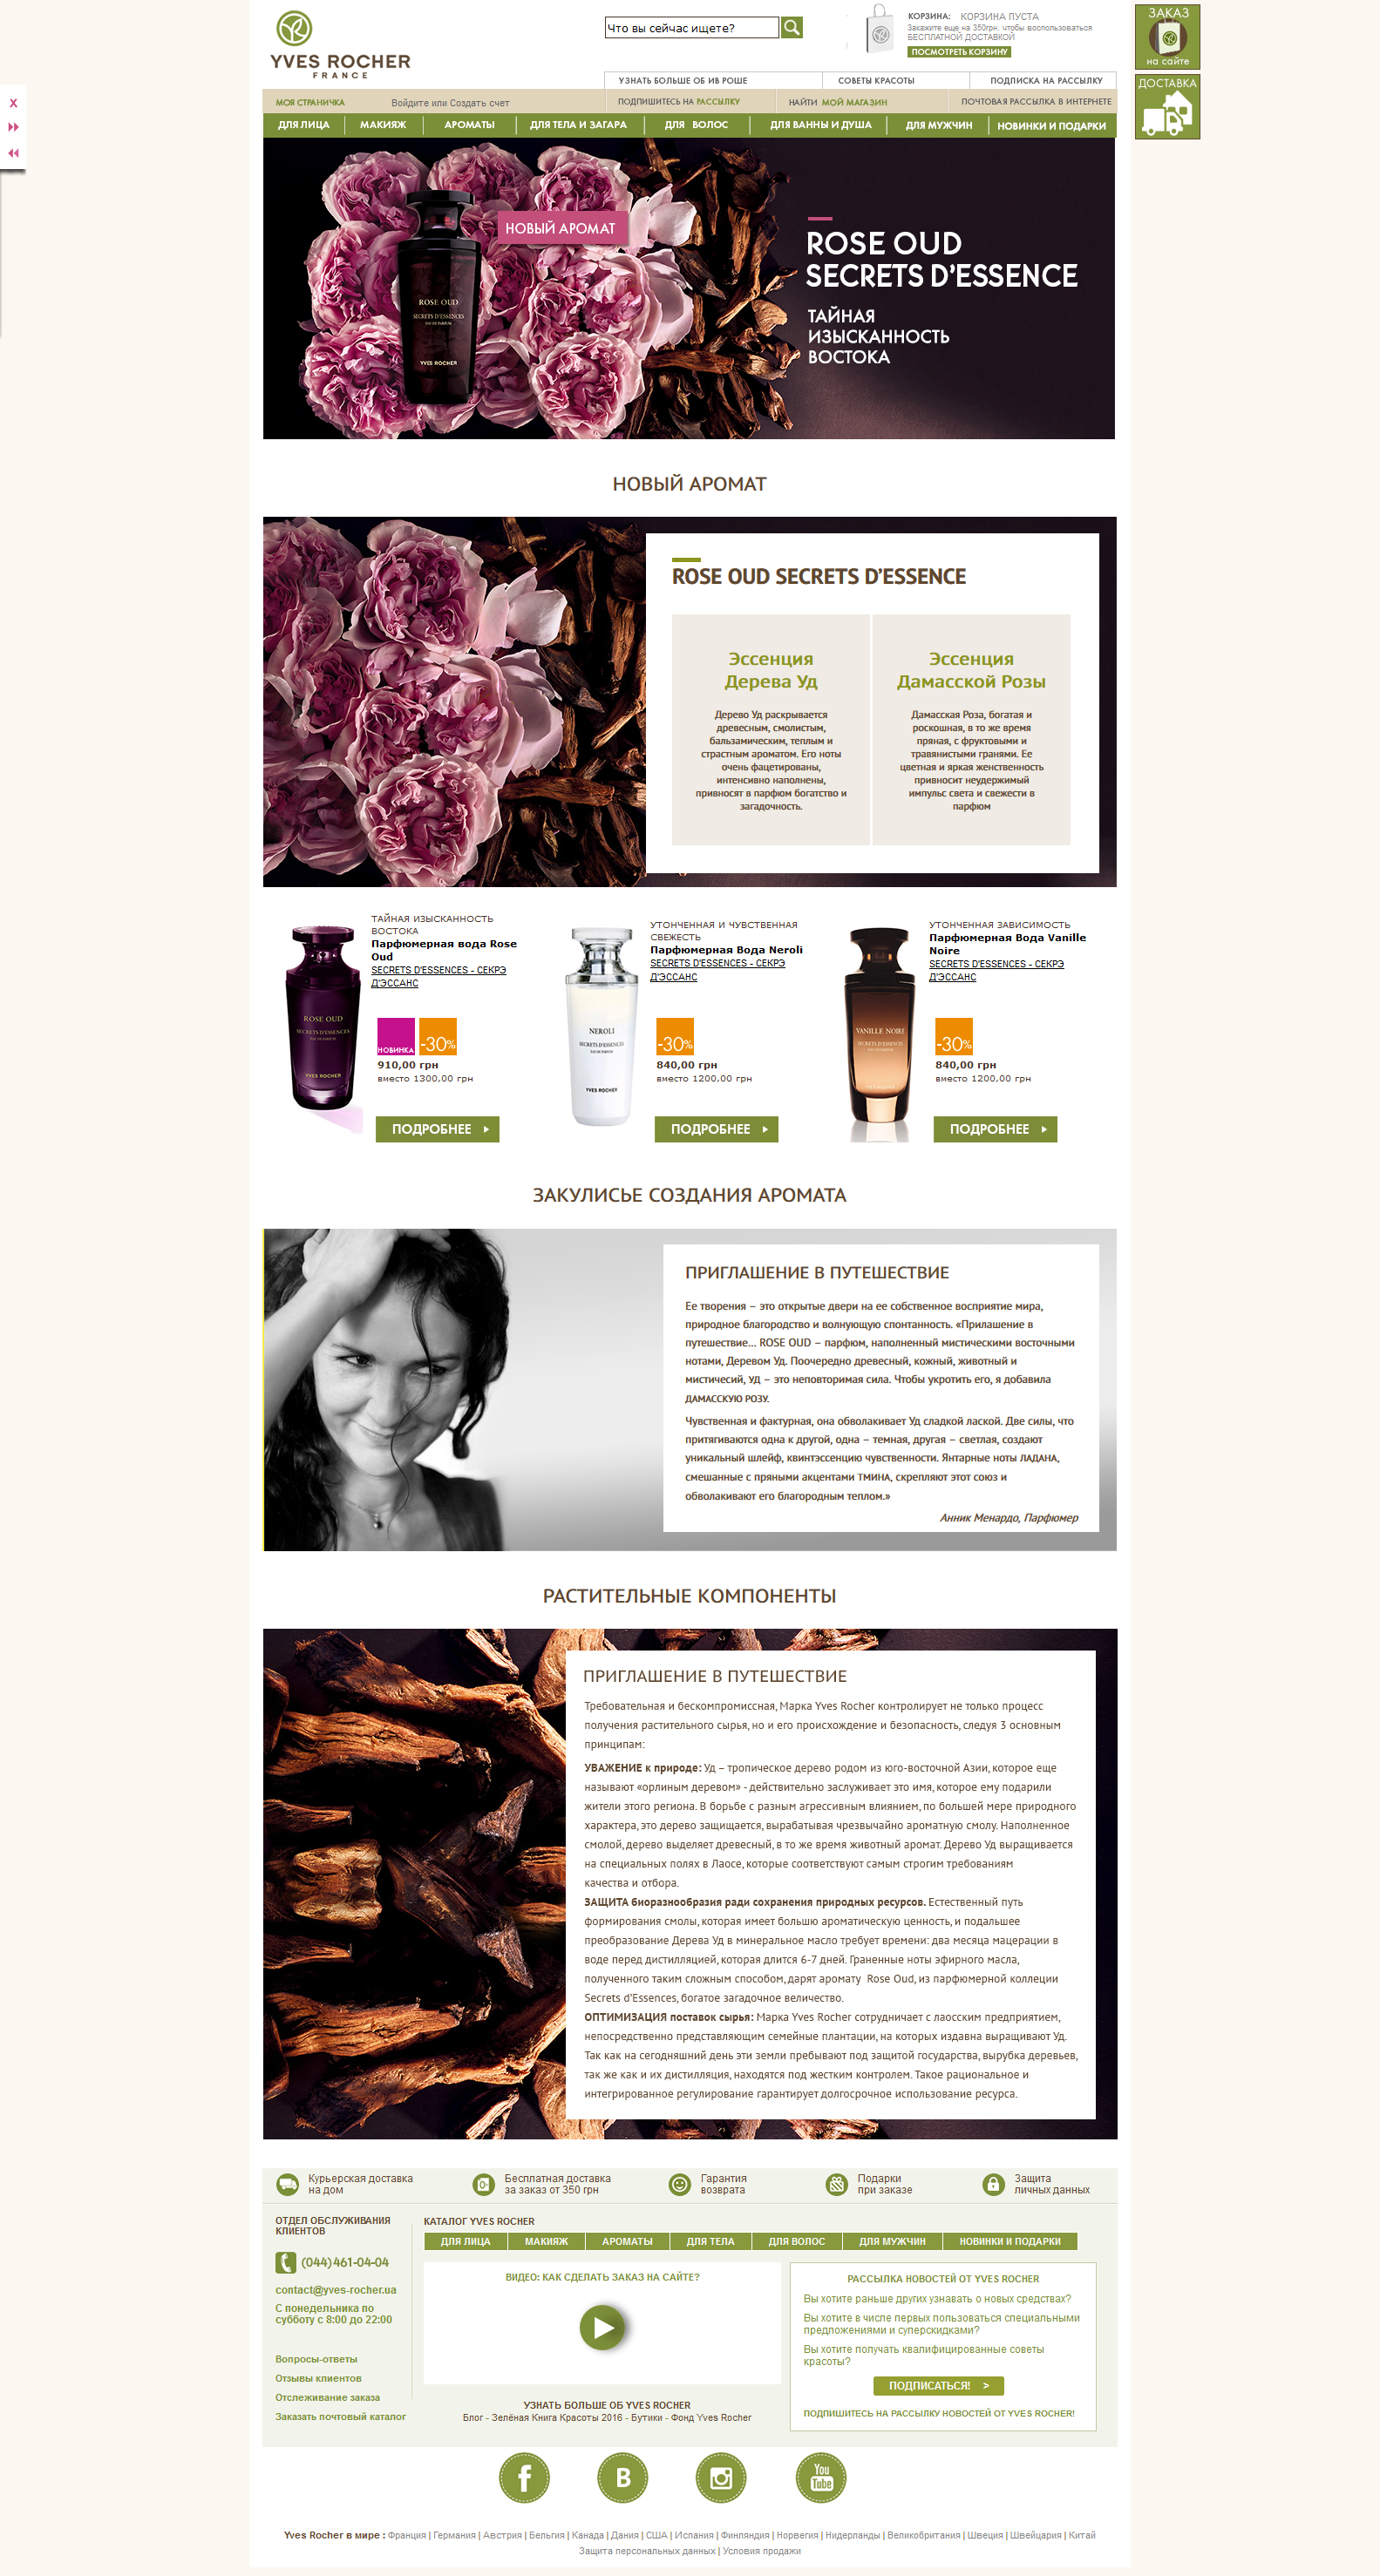 YVES ROCHER
FRANCE
Что вы сейчас ищете?
КОРЗИНА: КОРЗИНА ПУСТА
Закажите еще на 350грн. чтобы воспользоваться
БЕСПЛАТНОЙ ДОСТАВКОЙ
ПОСМОТРЕТЬ КОРЗИНУ
ЗАКАЗ
на сайте
ДОСТАВКА
УЗНАТЬ БОЛЬШЕ ОБ ИВ РОШЕ
СОВЕТЫ КРАСОТЫ
ПОДПИСКА НА РАССЫЛКУ
МОЯ СТРАНИЧКА
Войдите или Создать счет
ПОДПИШИТЕСЬ НА РАССЫЛКУ
НАЙТИ МОЙ МАГАЗИН
ПОЧТОВАЯ РАССЫЛКА В ИНТЕРНЕТЕ
X
ДЛЯ ЛИЦА
МАКИЯЖ
АРОМАТЫ
ДЛЯ ТЕЛА И ЗАГАРА
ДЛЯ ВОЛОС
ДЛЯ ВАННЫ И ДУША
ДЛЯ МУЖЧИН
НОВИНКИ И ПОДАРКИ
НОВЫЙ АРОМАТ
ROSE OUD
SECRETS D'ESSENCES
EAU DE PARFUM
YVES ROCHER
ROSE OUD
SECRETS D'ESSENCE
ТАЙНАЯ
ИЗЫСКАННОСТЬ
ВОСТОКА
НОВЫЙ АРОМАТ
ROSE OUD SECRETS D'ESSENCE
Эссенция
Дерева Уд
Дерево Уд раскрывается
древесным, смолистым,
бальзамическим, теплым и
страстным ароматом. Его ноты
очень фацетированы,
интенсивно наполнены,
привносят в парфюм богатство и
загадочность.
Эссенция
Дамасской Розы
Дамасская Роза, богатая и
роскошная, в то же время
пряная, с фруктовыми и
травянистыми гранями. Ее
цветная и яркая женственность
привносит неудержимый
импульс света и свежести в
парфюм
ROSE OUD
SECRETS D'ESSENCES
EAU DE PARFUM
YVES ROCHER
ТАЙНАЯ ИЗЫСКАННОСТЬ
ВОСТОКА
Парфюмерная вода Rose
Oud
SECRETS D'ESSENCES - СЕКРЭ
Д'ЭССАНС
НОВИНКА
-30%
910,00 грн
вместо 1300,00 грн
ПОДРОБНЕЕ
NEROLI
SECRETS D'ESSENCES
EAU DE PARFUM
YVES ROCHER
УТОНЧЕННАЯ И ЧУВСТВЕННАЯ
СВЕЖЕСТЬ
Парфюмерная Вода Neroli
SECRETS D'ESSENCES - СЕКРЭ
Д'ЭССАНС
-30%
840,00 грн
вместо 1200,00 грн
ПОДРОБНЕЕ
VANILLE NOIRE
SECRETS D'ESSENCES
EAU DE PARFUM
YVES ROCHER
УТОНЧЕННАЯ ЗАВИСИМОСТЬ
Парфюмерная Вода Vanille
Noire
SECRETS D'ESSENCES - СЕКРЭ
Д'ЭССАНС
-30%
840,00 грн
вместо 1200,00 грн
ПОДРОБНЕЕ
ЗАКУЛИСЬЕ СОЗДАНИЯ АРОМАТА
ПРИГЛАШЕНИЕ В ПУТЕШЕСТВИЕ
Ее творения – это открытые двери на ее собственное восприятие мира,
природное благородство и волнующую спонтанность. «Прилашение в
путешествие... ROSE OUD – парфюм, наполненный мистическими восточными
нотами, Деревом Уд. Поочередно древесный, кожный, животный и
мистичесий, УД – это неповторимая сила. Чтобы укротить его, я добавила
ДАМАССКУЮ РОЗУ.
Чувственная и фактурная, она обволакивает Уд сладкой лаской. Две силы, что
притягиваются одна к другой, одна – темная, другая – светлая, создают
уникальный шлейф, квинтэссенцию чувственности. Янтарные ноты ЛАДАНА,
смешанные с пряными акцентами ТМИНА, скрепляют этот союз и
обволакивают его благородным теплом.»
Анник Менардо, Парфюмер
РАСТИТЕЛЬНЫЕ КОМПОНЕНТЫ
ПРИГЛАШЕНИЕ В ПУТЕШЕСТВИЕ
Требовательная и бескомпромиссная, Марка Yves Rocher контролирует не только процесс
получения растительного сырья, но и его происхождение и безопасность, следуя 3 основным
принципам:
УВАЖЕНИЕ к природе: Уд – тропическое дерево родом из юго-восточной Азии, которое еще
называют «орлиным деревом» - действительно заслуживает это имя, которое ему подарили
жители этого региона. В борьбе с разным агрессивным влиянием, по большей мере природного
характера, это дерево защищается, вырабатывая чрезвычайно ароматную смолу. Наполненное
смолой, дерево выделяет древесный, в то же время животный аромат. Дерево Уд выращивается
на специальных полях в Лаосе, которые соответствуют самым строгим требованиям
качества и отбора.
ЗАЩИТА биоразнообразия ради сохранения природных ресурсов. Естественный путь
формирования смолы, которая имеет большю ароматическую ценность, и подальшее
преобразование Дерева Уд в минеральное масло требует времени: два месяца мацерации в
воде перед дистилляцией, которая длится 6-7 дней. Граненные ноты эфирного масла,
полученного таким сложным способом, дарят аромату Rose Oud, из парфюмерной коллеции
Secrets d'Essences, богатое загадочное величество.
ОПТИМИЗАЦИЯ поставок сырья: Марка Yves Rocher сотрудничает с лаосским предприятием,
непосредственно представляющим семейные плантации, на которых издавна выращивают Уд.
Так как на сегодняшний день эти земли пребывают под защитой государства, вырубка деревьев,
так же как и их дистилляция, находятся под жестким контролем. Такое рациональное и
интегрированное регулирование гарантирует долгосрочное использование ресурса.
Курьерская доставка
на дом
Бесплатная доставка
за заказ от 350 грн
Гарантия
возврата
Подарки
при заказе
Защита
личных данных
ОТДЕЛ ОБСЛУЖИВАНИЯ
КЛИЕНТОВ
(044)461-04-04
contact@yves-rocher.ua
С понедельника по
субботу с 8:00 до 22:00
Вопросы-ответы
Отзывы клиентов
Отслеживание заказа
Заказать почтовый каталог
КАТАЛОГ YVES ROCHER
ДЛЯ ЛИЦА
МАКИЯЖ
АРОМАТЫ
ДЛЯ ТЕЛА
ДЛЯ ВОЛОС
ДЛЯ МУЖЧИН
НОВИНКИ И ПОДАРКИ
ВИДЕО: КАК СДЕЛАТЬ ЗАКАЗ НА САЙТЕ?
УЗНАТЬ БОЛЬШЕ ОБ YVES ROCHER
Блог - Зелёная Книга Красоты 2016 - Бутики - Фонд Yves Rocher
РАССЫЛКА НОВОСТЕЙ ОТ YVES ROCHER
Вы хотите раньше других узнавать о новых средствах?
Вы хотите в числе первых пользоваться специальными
предложениями и суперскидками?
Вы хотите получать квалифицированные советы
красоты?
ПОДПИСАТЬСЯ! >
ПОДПИШИТЕСЬ НА РАССЫЛКУ НОВОСТЕЙ ОТ YVES ROCHER!
f
B
You
Tube
Yves Rocher в мире : Франция | Германия | Австрия | Бельгия | Канада | Дания | США | Испания | Финляндия | Норвегия | Нидерланды | Великобритания | Швеция | Швейцария | Китай
Защита персональных данных | Условия продажи